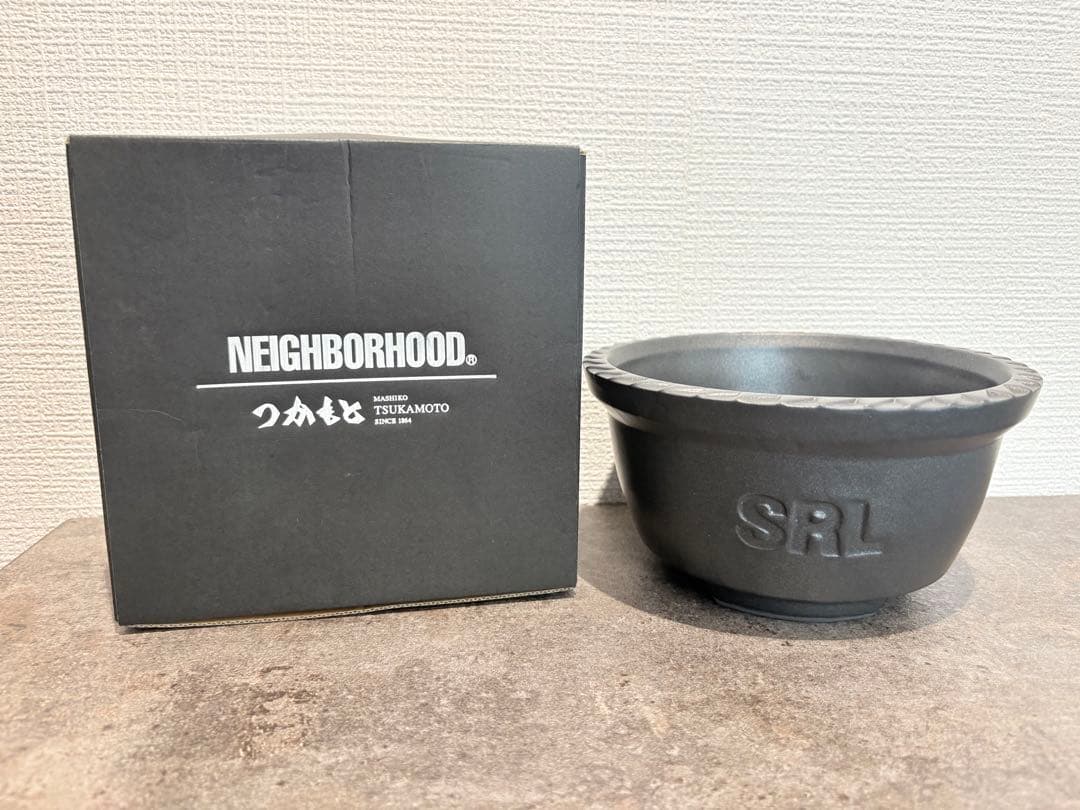 NEIGHBORHOOD®
つかもと
MASHIKO
TSUKAMOTO
SINCE 1864
SRL